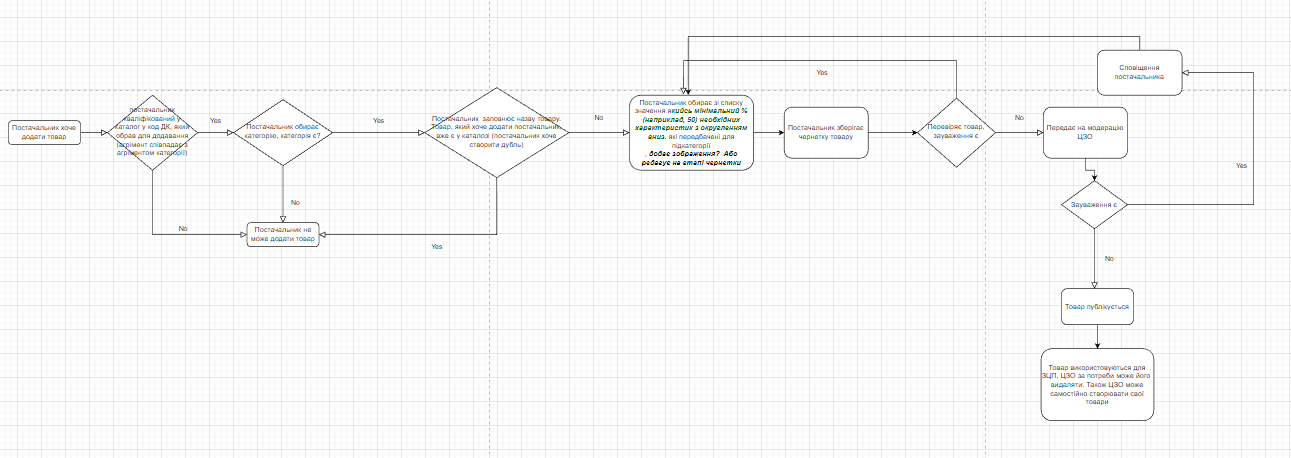 Постачальник хоче
додати товар
постачальник
кваліфікований у
каталог у код ДК, який
обрав для додавання
(агрімент співпадає з
агріментом категорії)
Yes
No
Постачальник обирає
категорію, категорія є?
Yes
No
Постачальник не
може додати товар
Постачальник заповнює назву товару.
Товар, який хоче додати постачальник,
вже є у каталозі (постачальник хоче
створити дубль)
Yes
No
Постачальник обирає зі списку
значення якийсь мінімальний %
(наприклад, 50) необхідних
характеристик з округленням
вниз, які передбачені для
підкатегорії
, додає зображення? Або
редагує на етапі чернетки
Постачальник зберігає
чернетку товару
Yes
Перевіряє товар,
зауваження є
No
Передає на модерацію
ЦЗО
Сповіщення
постачальника
Yes
Зауваження є
No
Товар публікується
Товар використовуються для
ЗЦП, ЦЗО за потреби може його
видаляти. Також ЦЗО може
самостійно створювати свої
товари